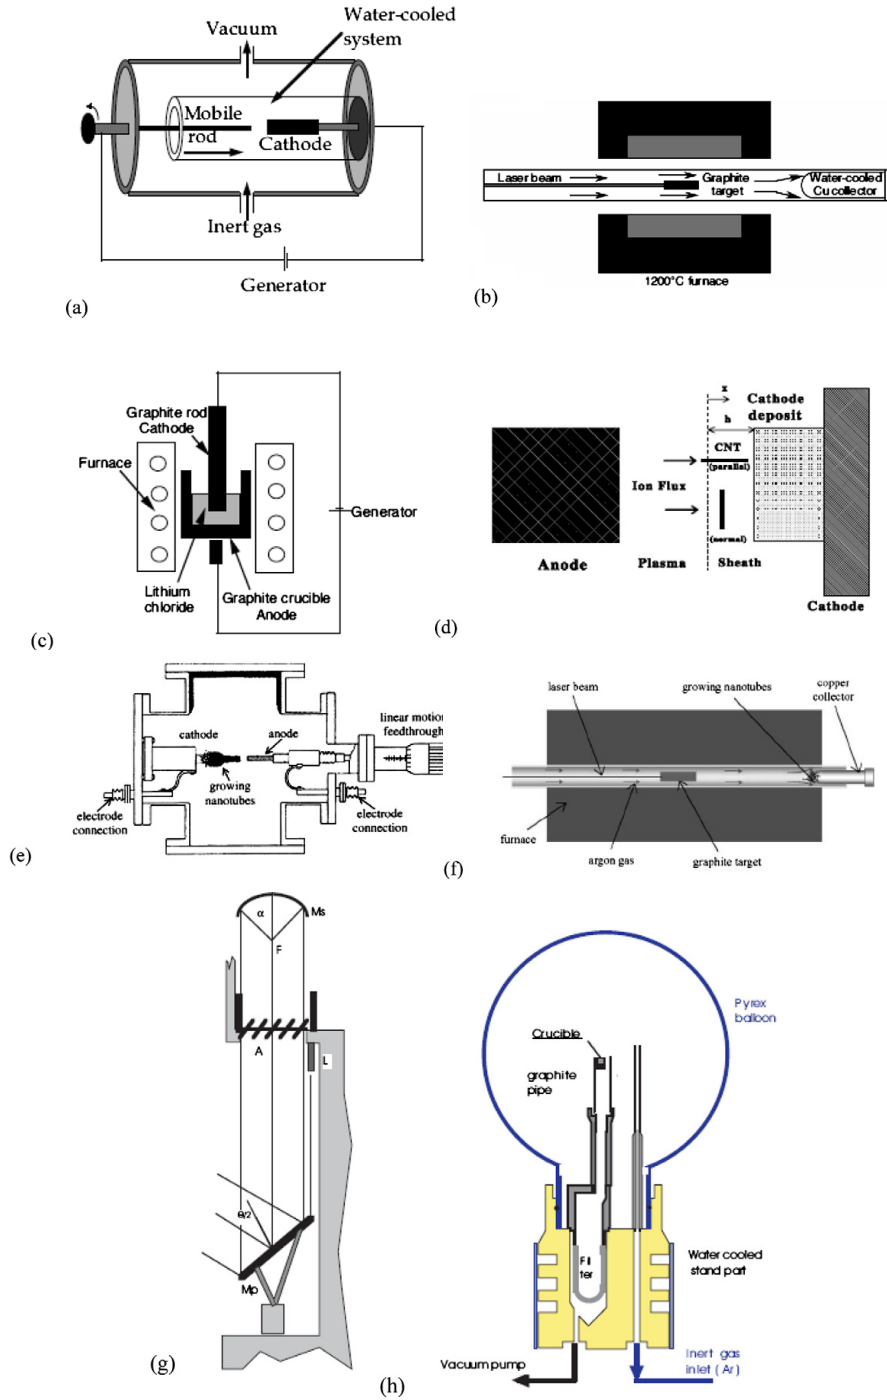 Vacuum
Water-cooled
system
Mobile
rod
Cathode
Inert gas
Generator
(a)
Laser beam
Graphite
target
Water-cooled
Cu collector
1200°C furnace
(b)
Graphite rod
Cathode
Furnace
Generator
Lithium
chloride
Graphite crucible
Anode
(c)
x
h
Cathode
deposit
CNT
(parallal)
Ion Flux
(normal)
Anode
Plasma
Sheath
Cathode
(d)
cathode
anode
linear motion
feedthrough
growing
nanotubes
electrode
connection
electrode
connection
(e)
laser beam
growing nanotubes
copper
collector
furnace
argon gas
graphite target
(f)
α
Ms
F
A
L
θ/2
Mp
(g)
Pyrex
balloon
Crucible
graphite
pipe
Fil
ter
Water cooled
stand part
Vacuum pump
Inert gas
inlet (Ar)
(h)